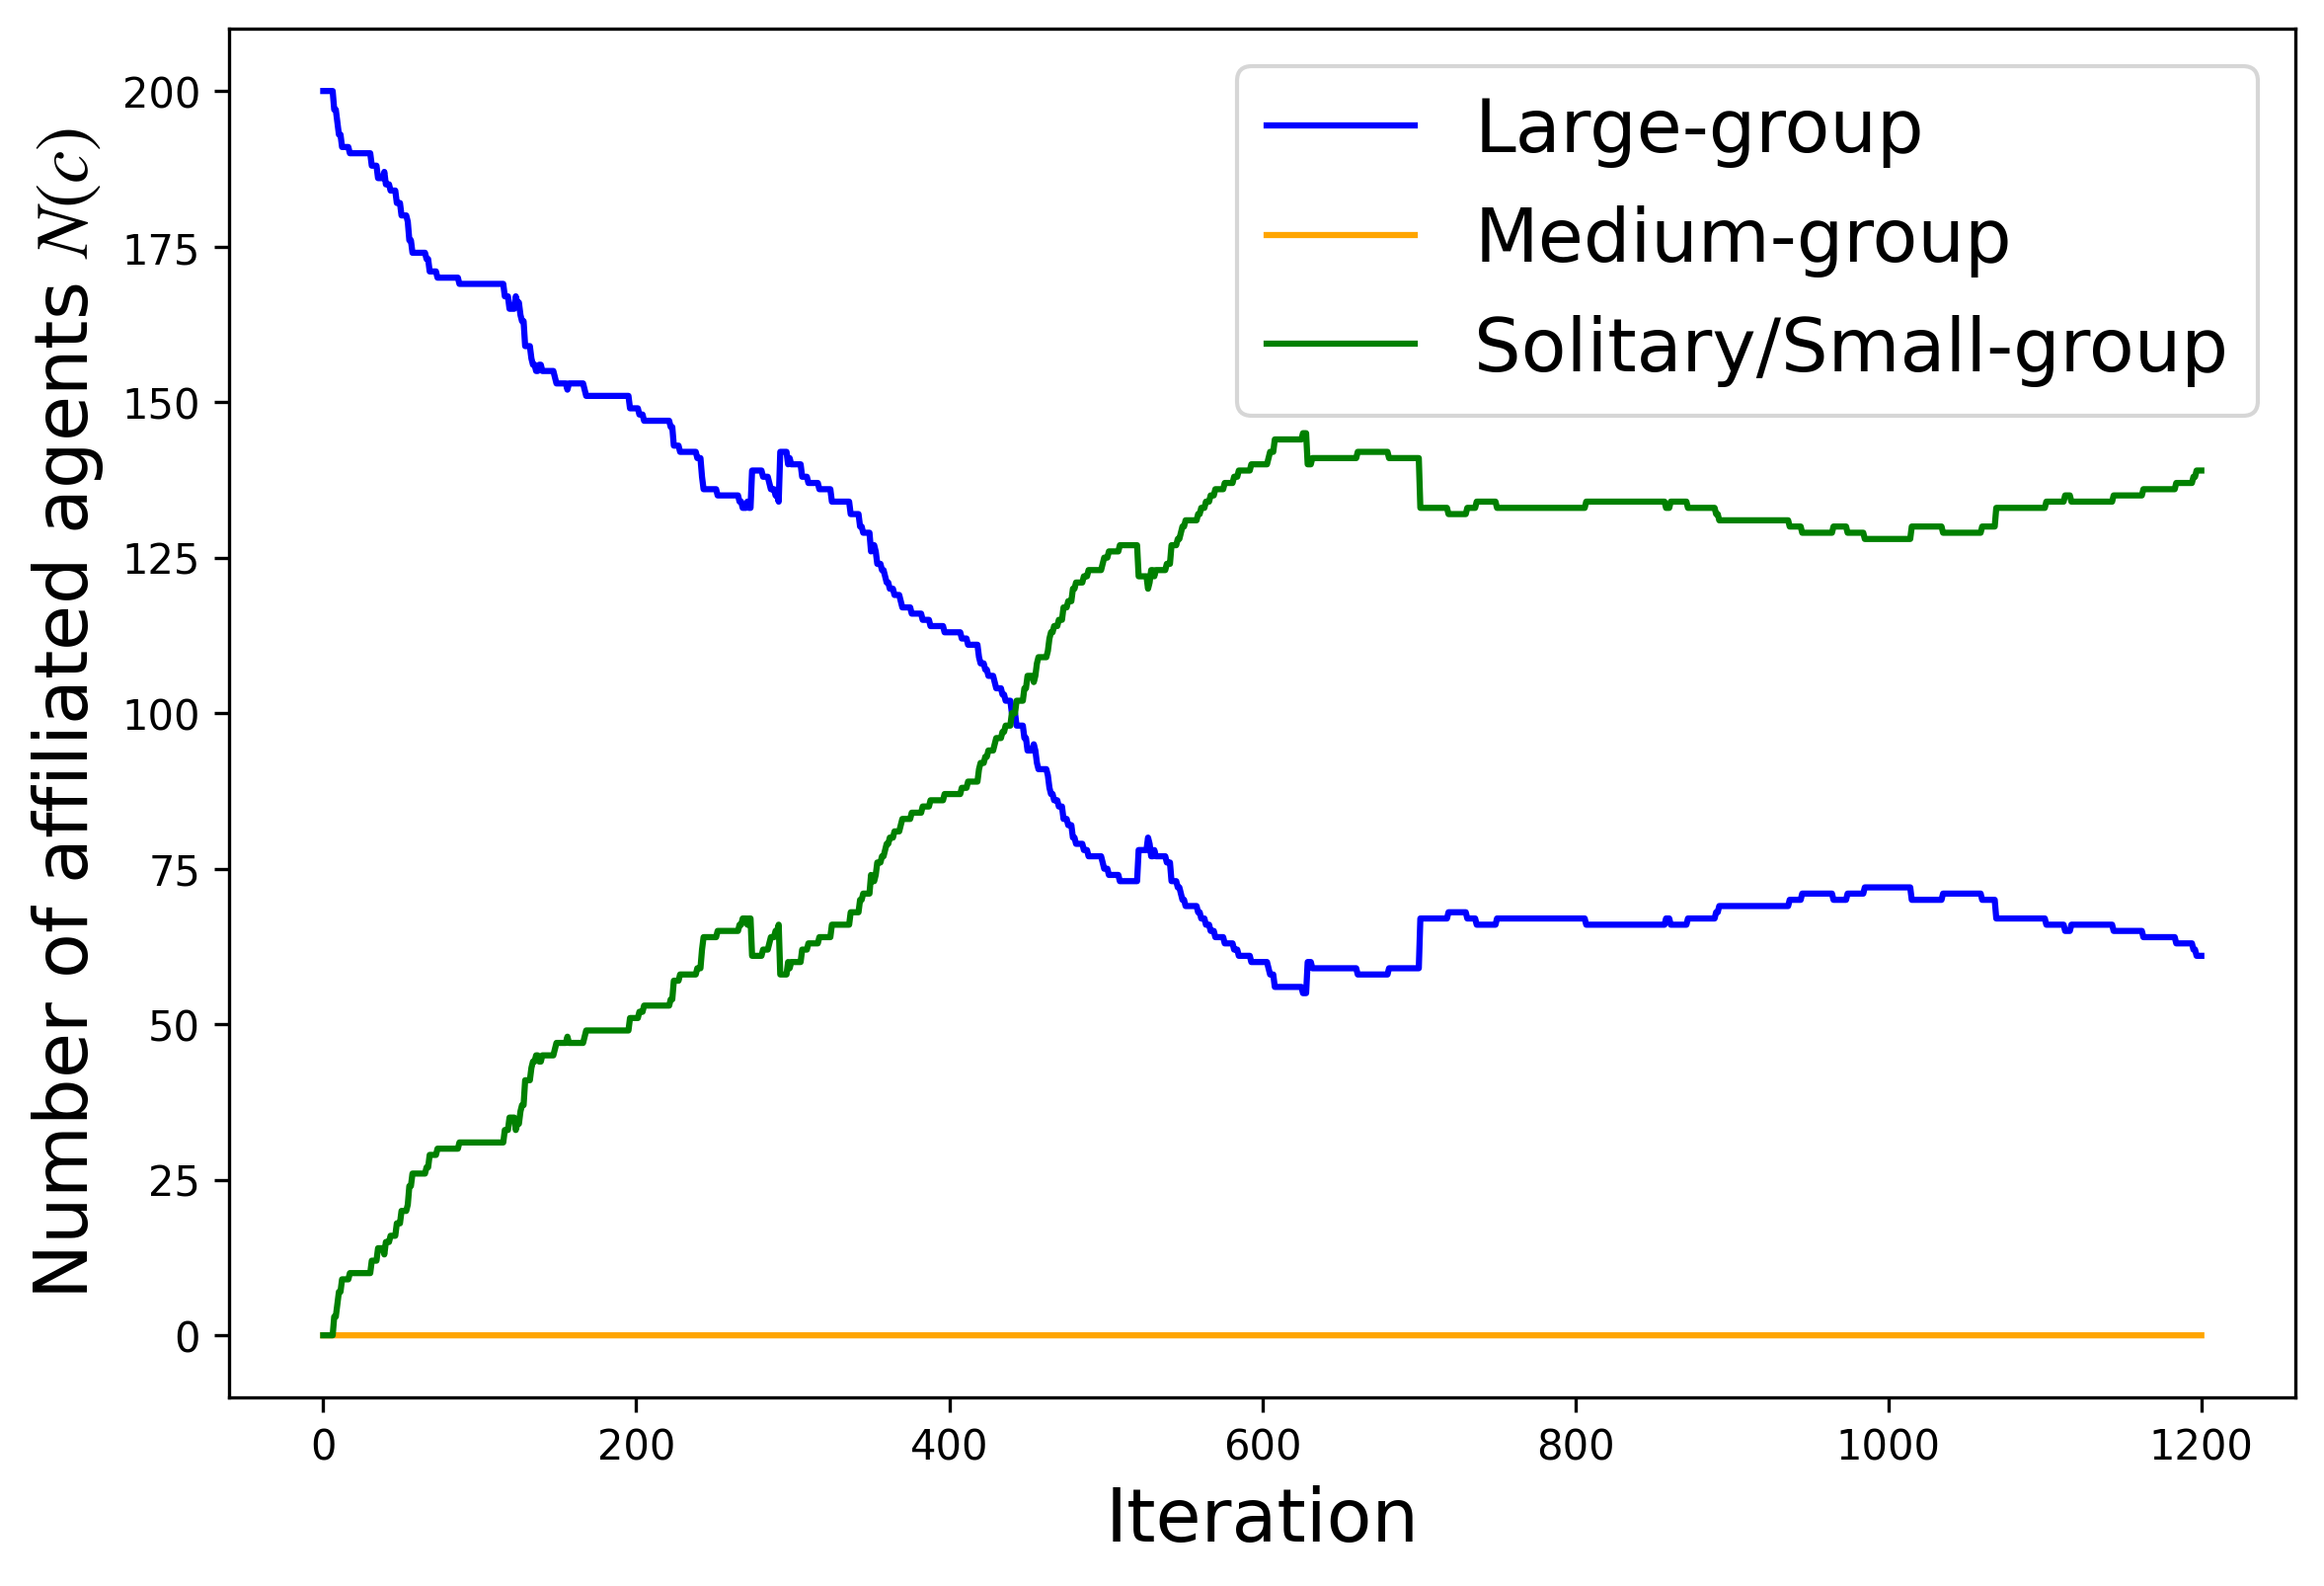 Number of affiliated agents N(c)
200
175
150
125
100
75
50
25
0
Large-group
Medium-group
Solitary/Small-group
0 200 400 600 800 1000 1200
Iteration